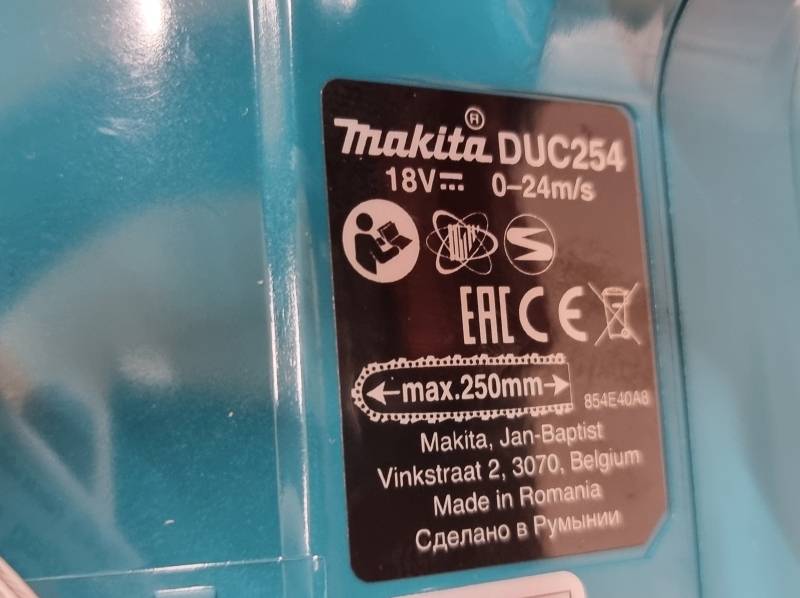 makita® DUC254
18V 0–24m/s
EAC CE
max.250mm
854E40A8
Makita, Jan-Baptist
Vinkstraat 2, 3070, Belgium
Made in Romania
Сделано в Румынии